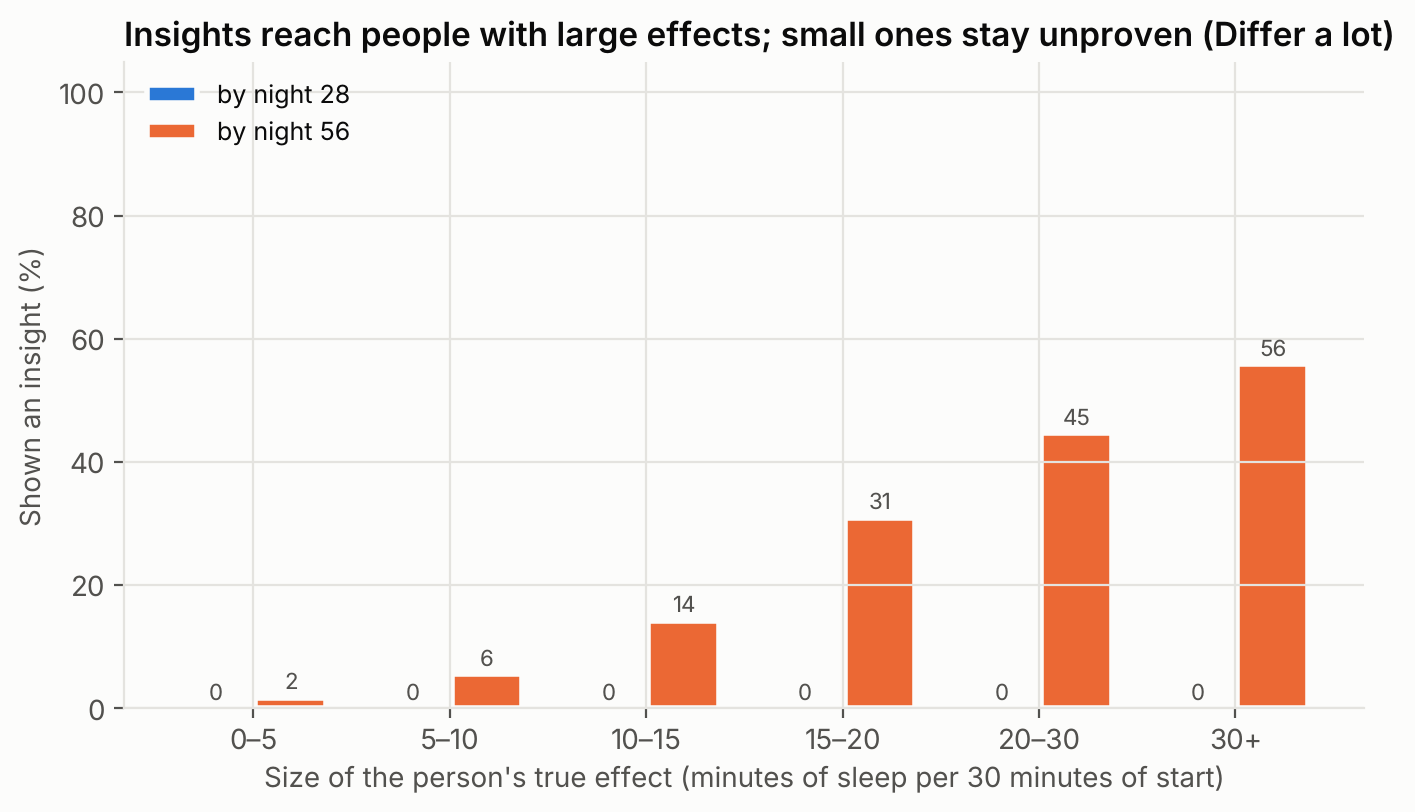 Insights reach people with large effects; small ones stay unproven (Differ a lot)
by night 28
by night 56
Shown an insight (%)
100
80
60
40
20
0
0 2 0 6 0 14 0 31 0 45 0 56
0–5 5–10 10–15 15–20 20–30 30+
Size of the person's true effect (minutes of sleep per 30 minutes of start)